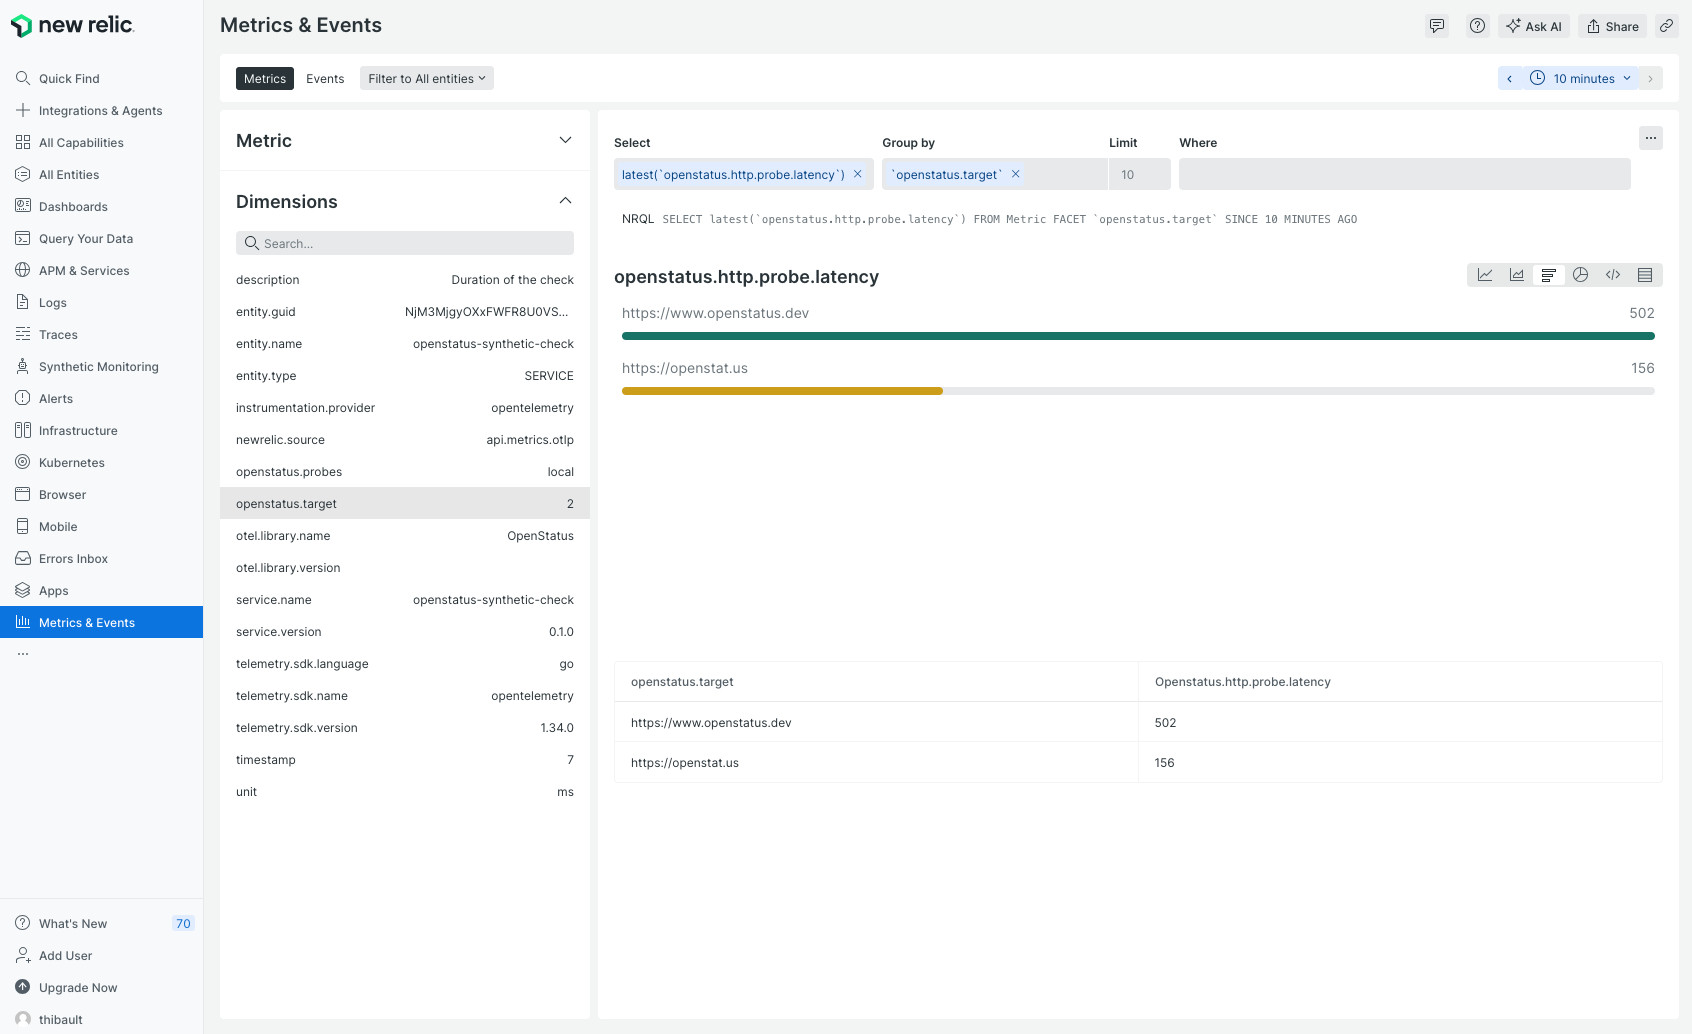 new relic.
Quick Find
Integrations & Agents
All Capabilities
All Entities
Dashboards
Query Your Data
APM & Services
Logs
Traces
Synthetic Monitoring
Alerts
Infrastructure
Kubernetes
Browser
Mobile
Errors Inbox
Apps
Metrics & Events
...
What's New 70
Add User
Upgrade Now
thibault
Metrics & Events
Ask AI Share
Metrics Events Filter to All entities
10 minutes
Metric
Dimensions
Search...
description Duration of the check
entity.guid NjM3MjgyOXxFWFR8U0VS...
entity.name openstatus-synthetic-check
entity.type SERVICE
instrumentation.provider opentelemetry
newrelic.source api.metrics.otlp
openstatus.probes local
openstatus.target 2
otel.library.name OpenStatus
otel.library.version
service.name openstatus-synthetic-check
service.version 0.1.0
telemetry.sdk.language go
telemetry.sdk.name opentelemetry
telemetry.sdk.version 1.34.0
timestamp 7
unit ms
Select Group by Limit Where
...
latest(`openstatus.http.probe.latency`) × `openstatus.target` × 10
NRQL SELECT latest(`openstatus.http.probe.latency`) FROM Metric FACET `openstatus.target` SINCE 10 MINUTES AGO
openstatus.http.probe.latency
https://www.openstatus.dev 502
https://openstat.us 156
openstatus.target Openstatus.http.probe.latency
https://www.openstatus.dev 502
https://openstat.us 156